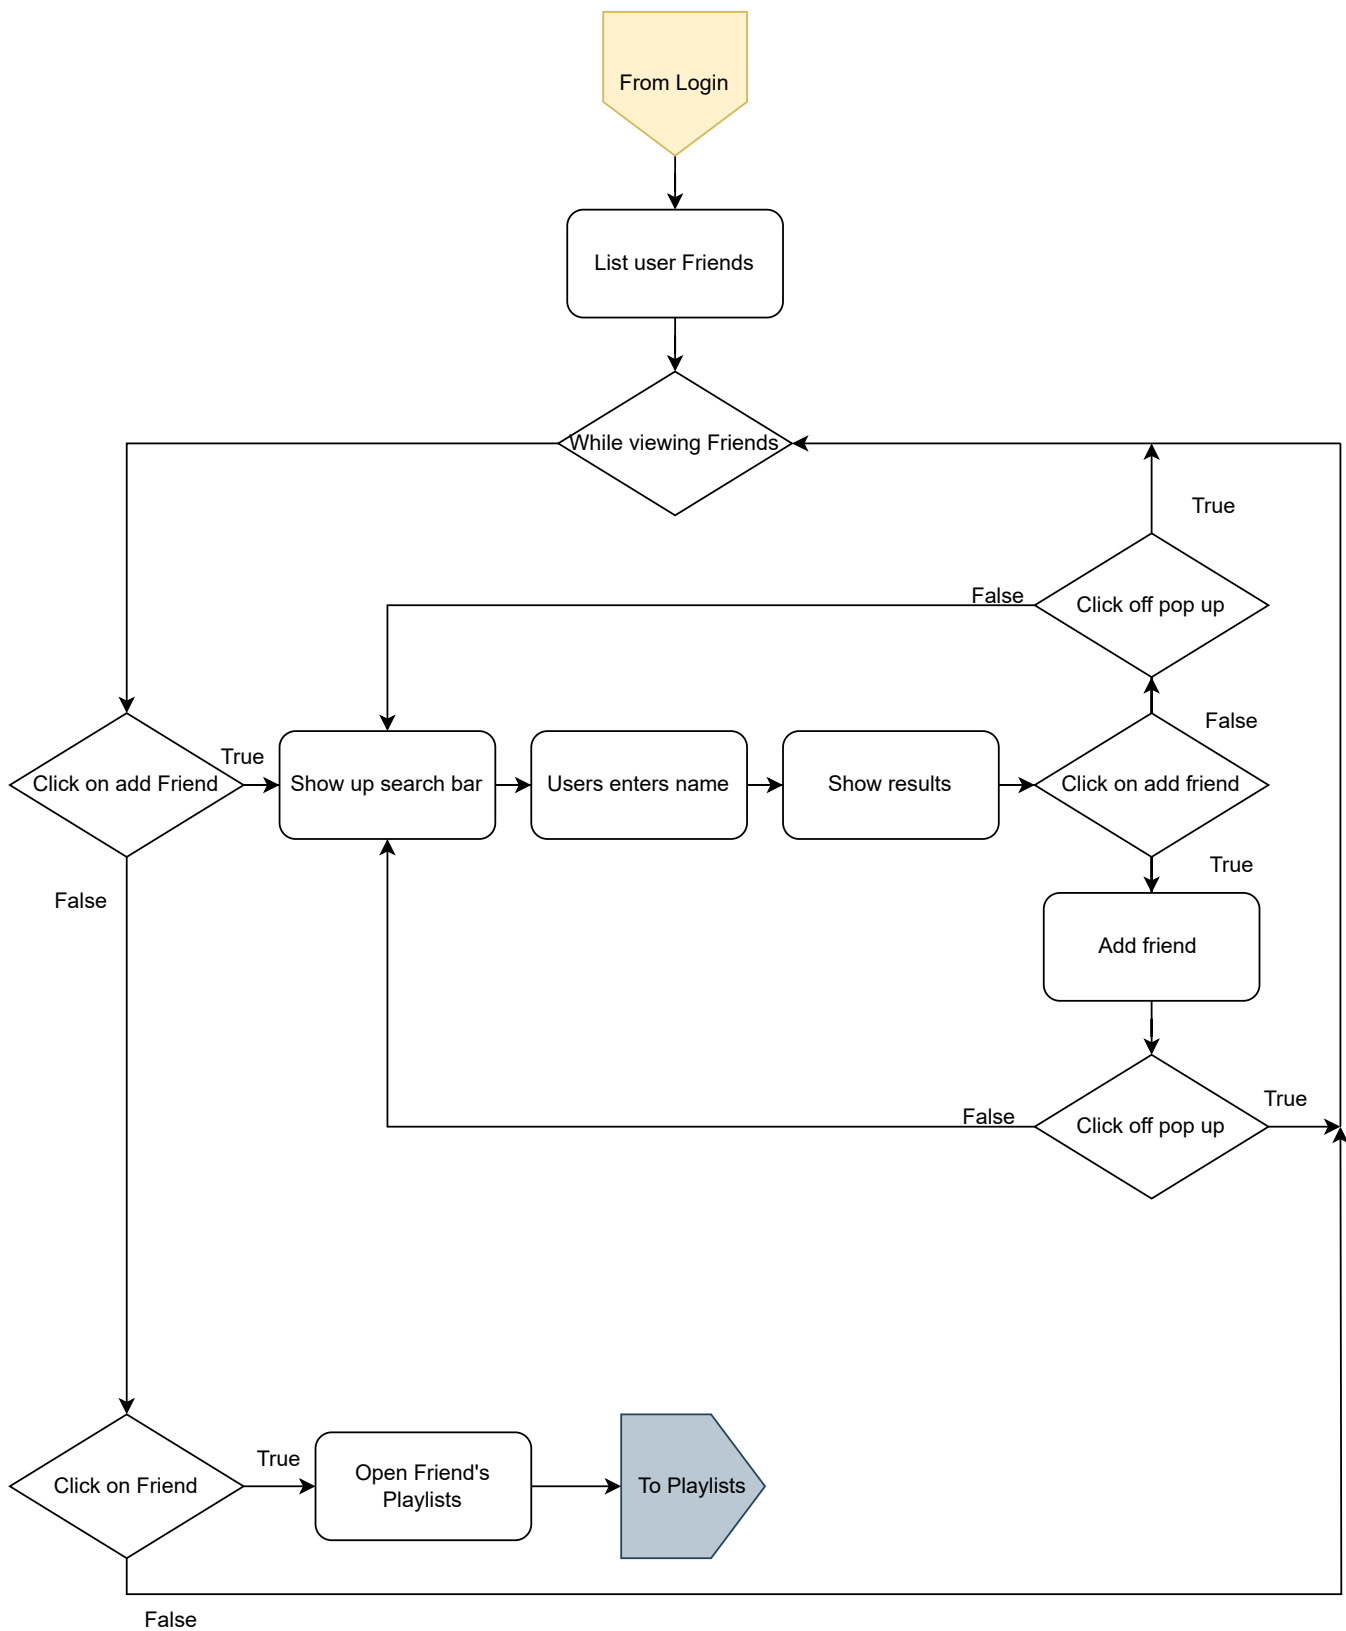 From Login
List user Friends
While viewing Friends
True
False
Click off pop up
False
True
Click on add Friend
Show up search bar
Users enters name
Show results
Click on add friend
True
False
Add friend
True
False
Click off pop up
True
Click on Friend
Open Friend's
Playlists
To Playlists
False